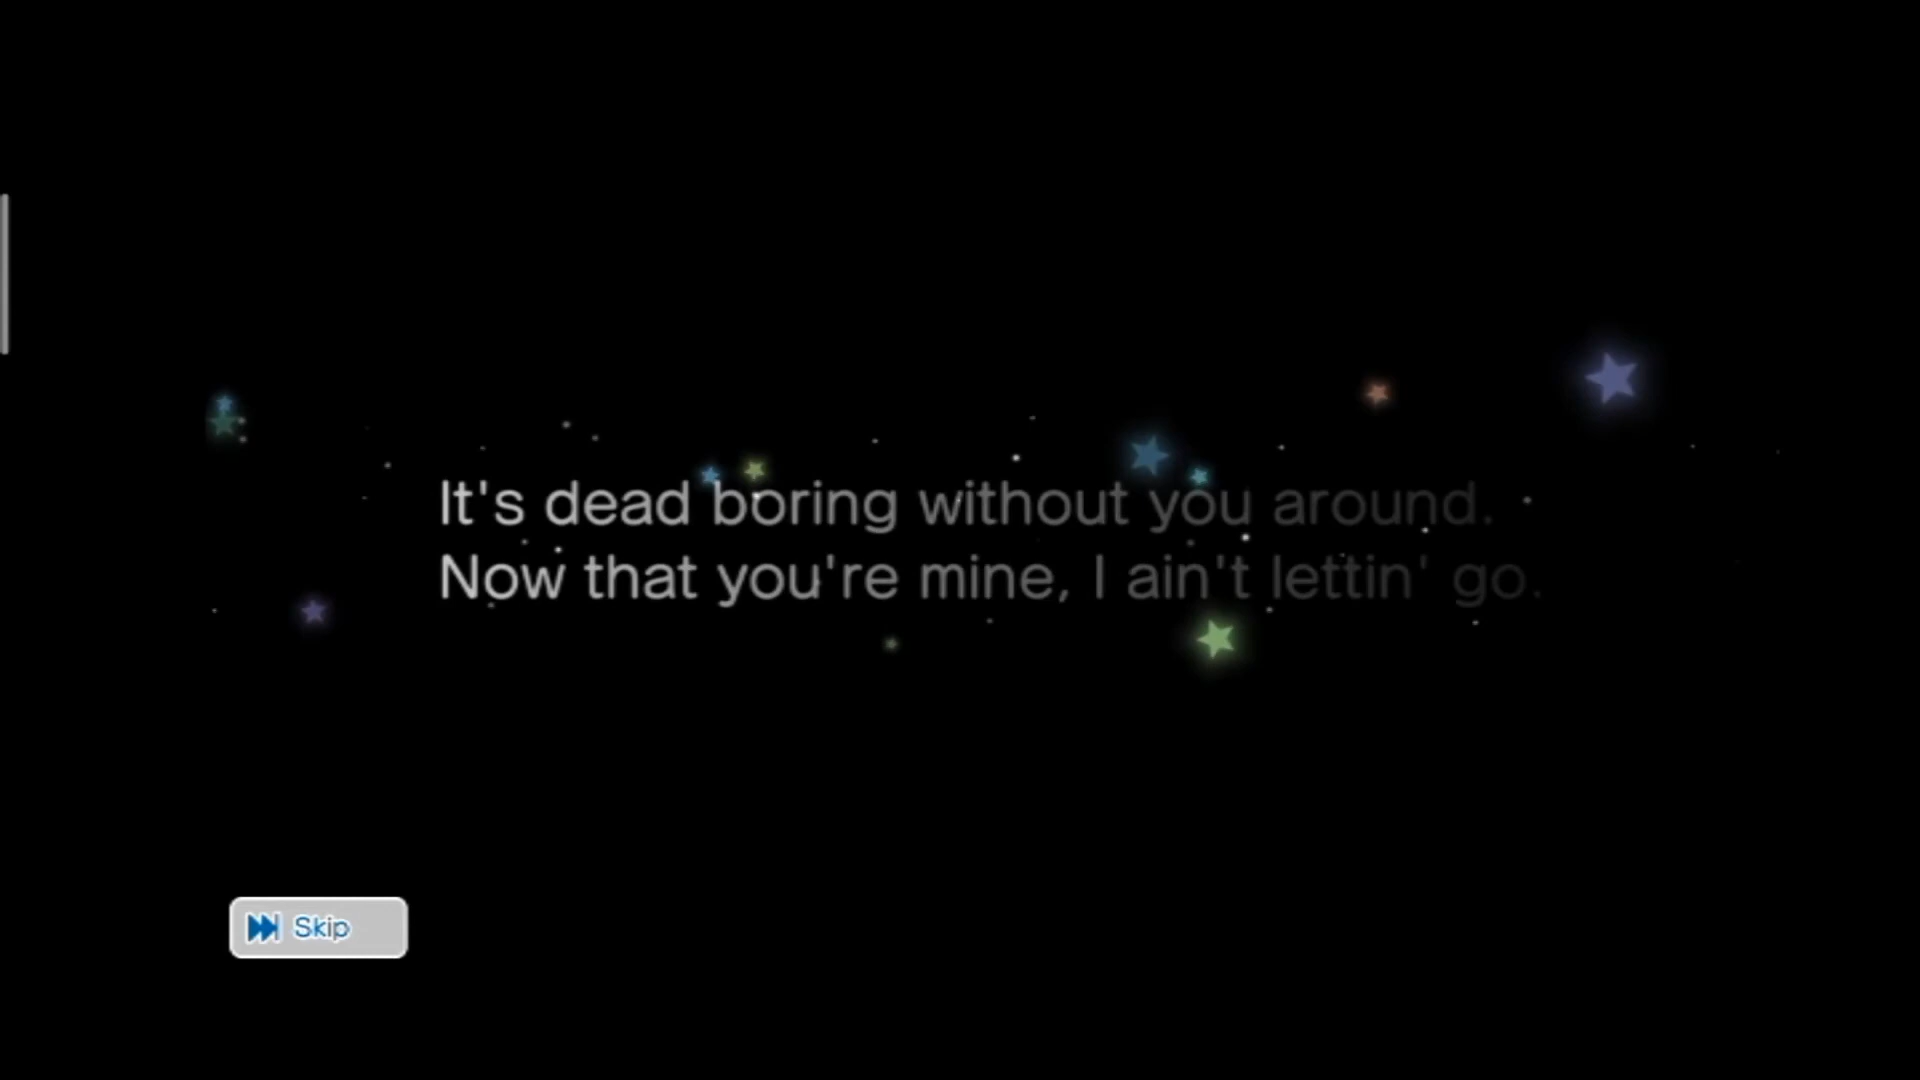 It's dead boring without you around.
Now that you're mine, I ain't lettin' go.
Skip